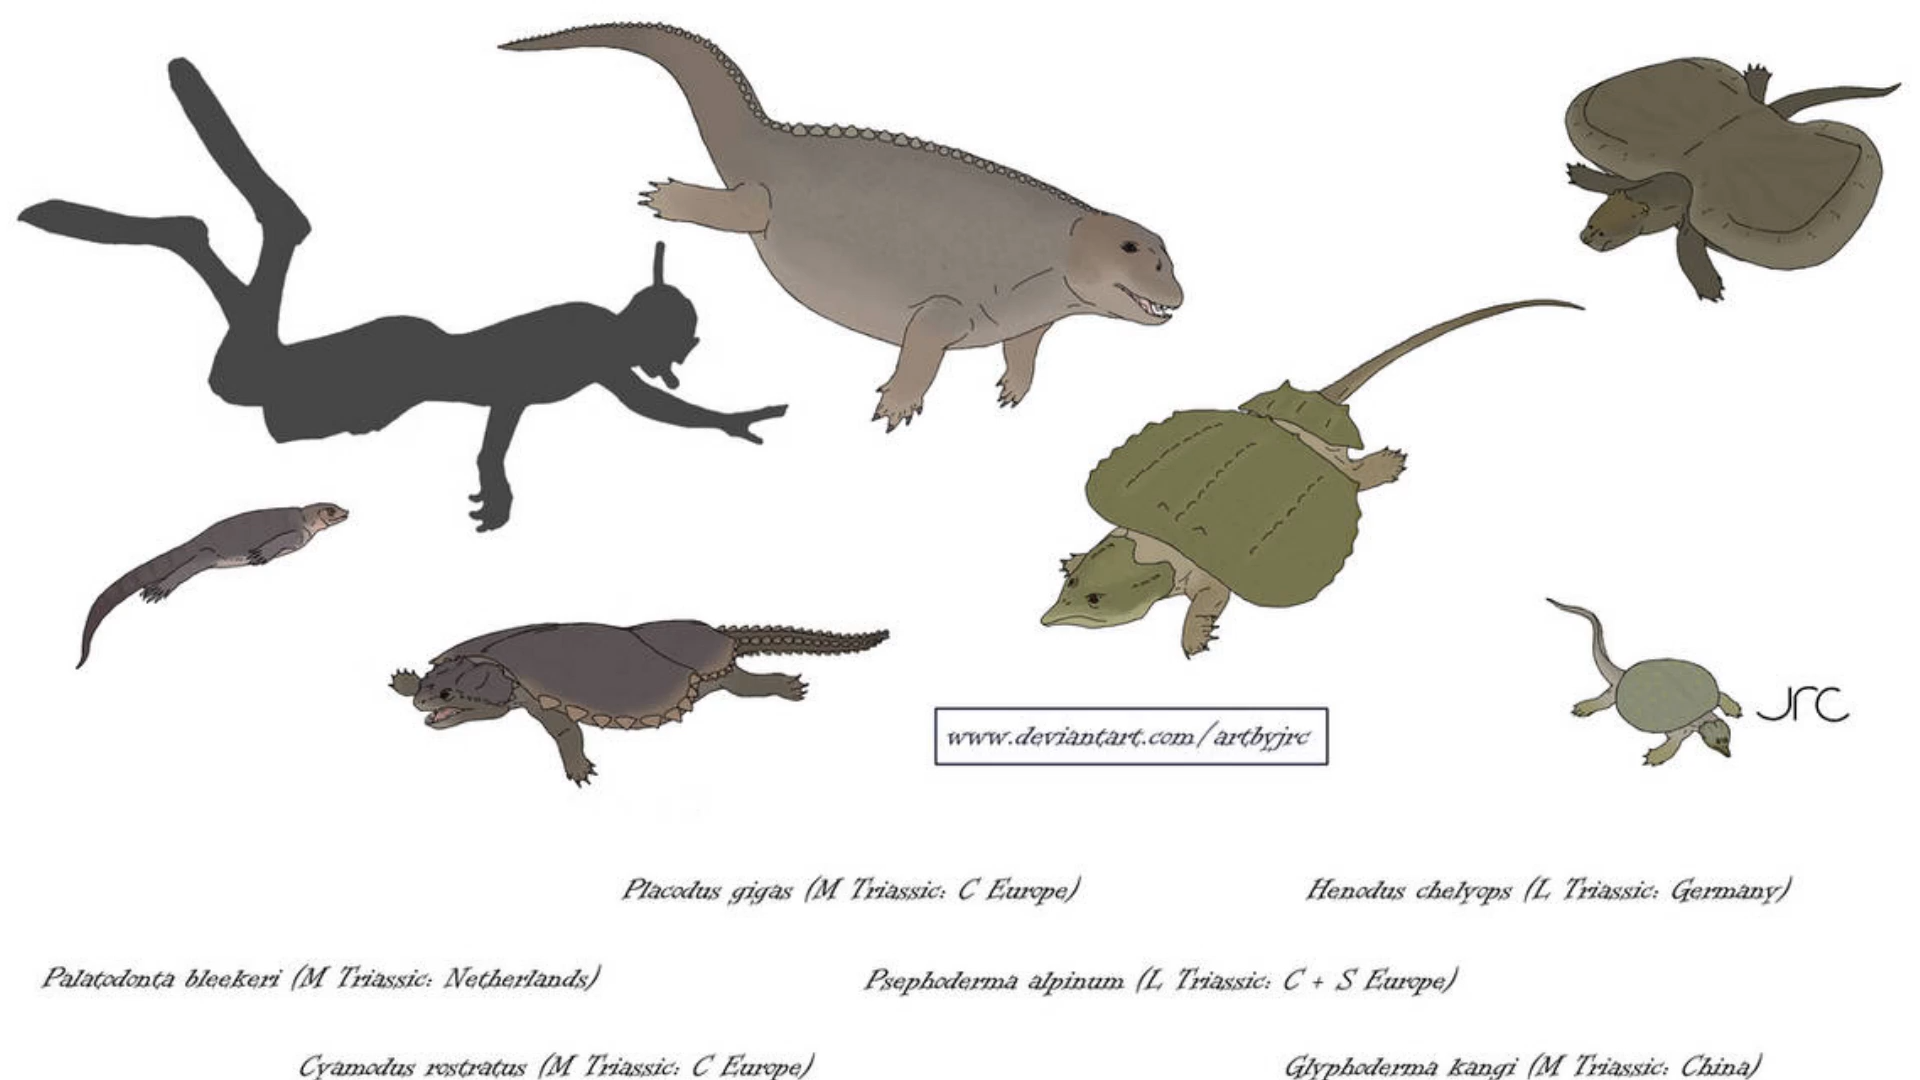 JrC
www.deviantart.com/artbyjrc
Placodus gigas (M Triassic: C Europe)
Henodus chelyops (L Triassic: Germany)
Palatodonta bleekeri (M Triassic: Netherlands)
Psephoderma alpinum (L Triassic: C + S Europe)
Cyamodus rostratus (M Triassic: C Europe)
Glyphoderma kangi (M Triassic: China)